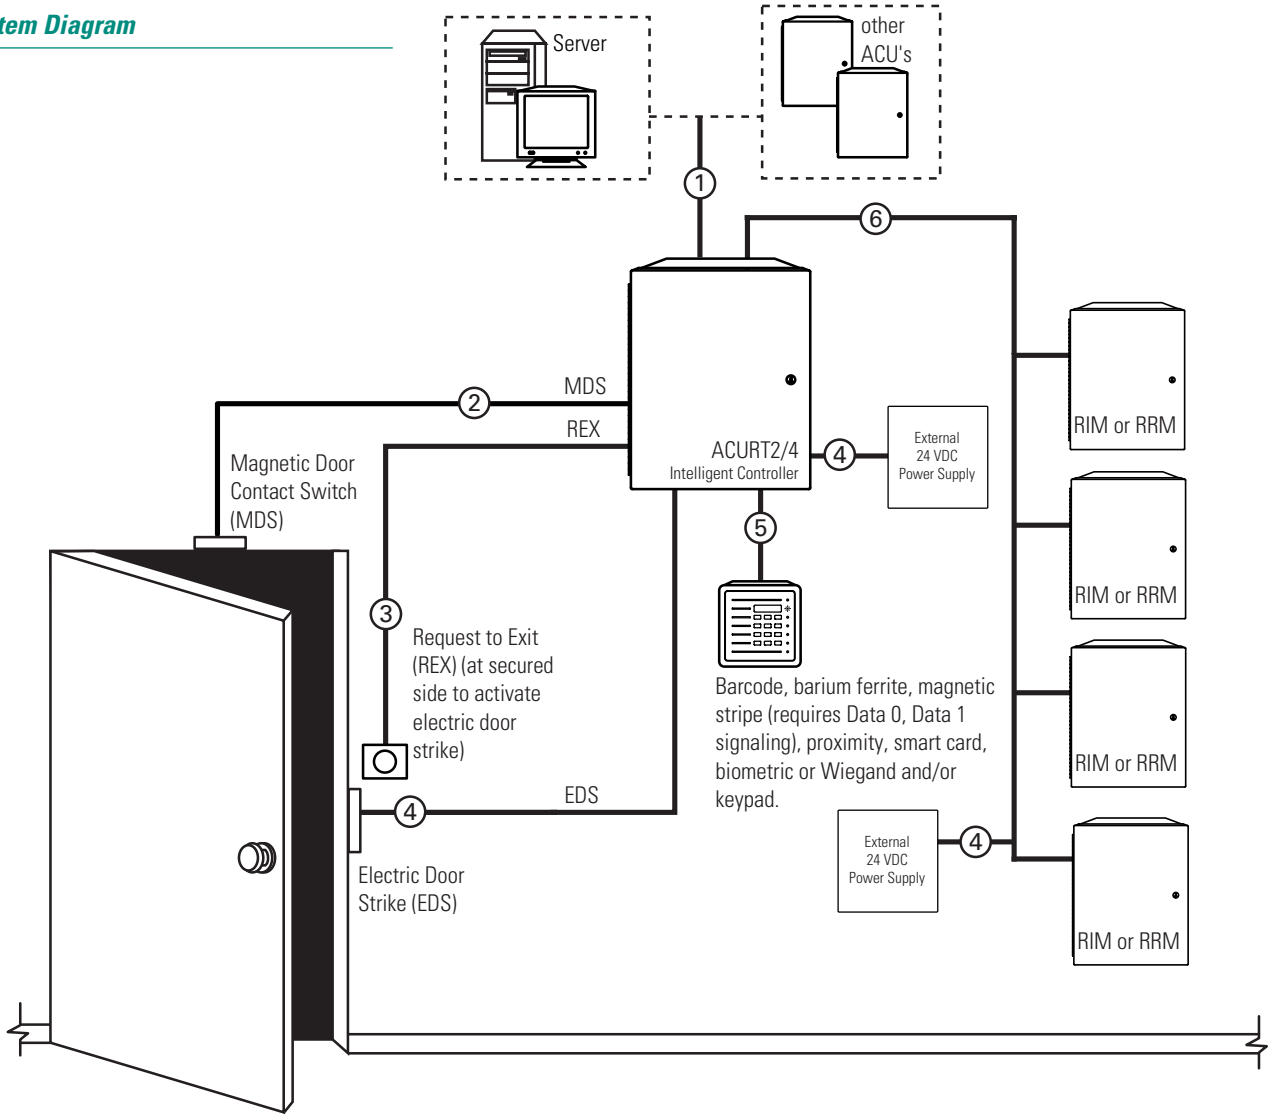 tem Diagram
Server
other
ACU's
1
6
MDS
2
REX
ACURT2/4
Intelligent Controller
4
External
24 VDC
Power Supply
RIM or RRM
Magnetic Door
Contact Switch
(MDS)
5
RIM or RRM
3
Request to Exit
(REX) (at secured
side to activate
electric door
strike)
Barcode, barium ferrite, magnetic
stripe (requires Data 0, Data 1
signaling), proximity, smart card,
biometric or Wiegand and/or
keypad.
RIM or RRM
EDS
4
External
24 VDC
Power Supply
4
Electric Door
Strike (EDS)
RIM or RRM